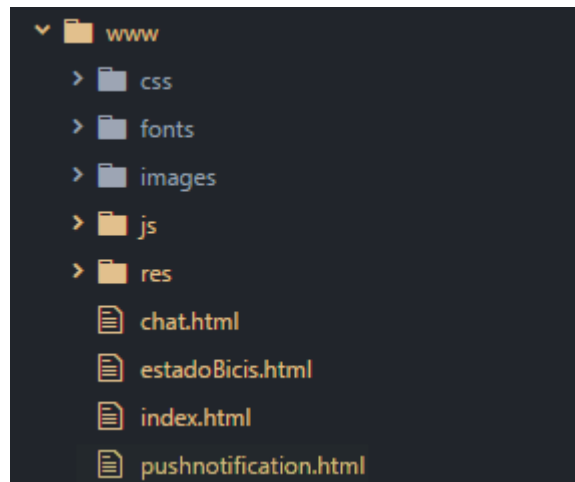 www
css
fonts
images
js
res
chat.html
estadoBicis.html
index.html
pushnotification.html